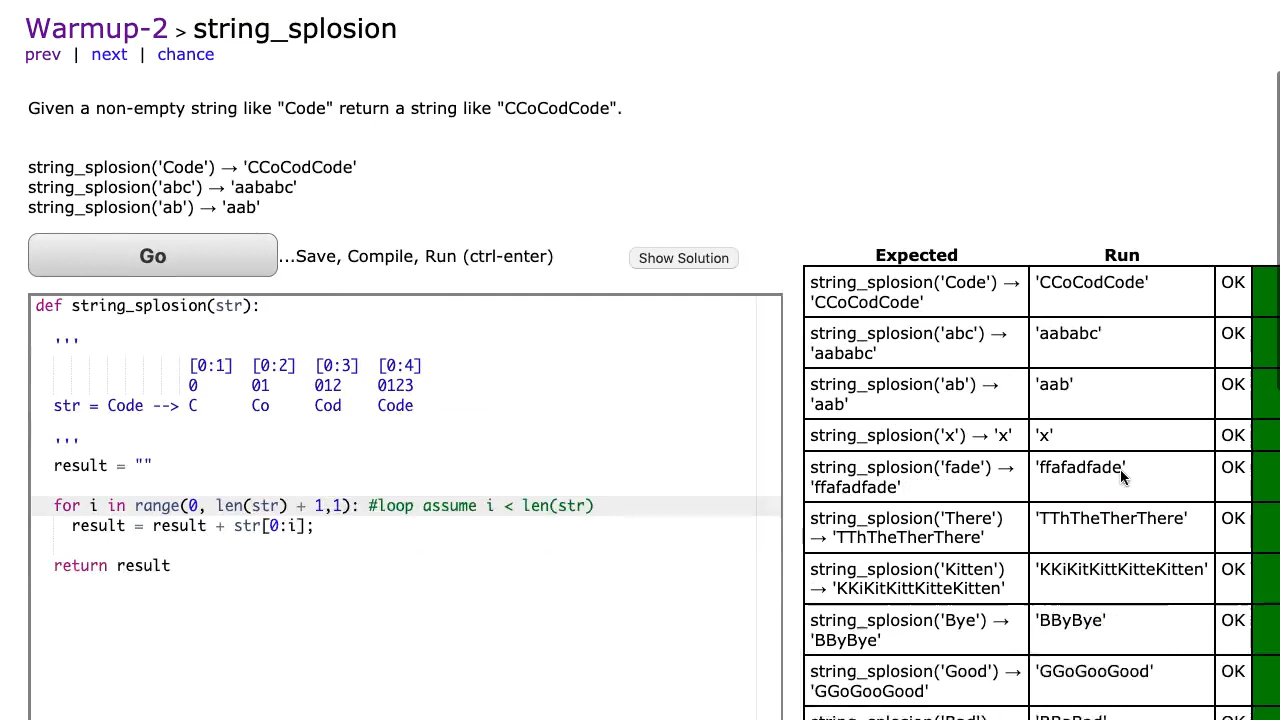 Warmup-2 > string_splosion
prev | next | chance
Given a non-empty string like "Code" return a string like "CCoCodCode".
string_splosion('Code') → 'CCoCodCode'
string_splosion('abc') → 'aababc'
string_splosion('ab') → 'aab'
Go ...Save, Compile, Run (ctrl-enter) Show Solution
def string_splosion(str):
'''
[0:1] [0:2] [0:3] [0:4]
0 01 012 0123
str = Code --> C Co Cod Code
'''
result = ""
for i in range(0, len(str) + 1,1): #loop assume i < len(str)
result = result + str[0:i];
return result
Expected Run
string_splosion('Code') → 'CCoCodCode' OK
'CCoCodCode'
string_splosion('abc') → 'aababc' OK
'aababc'
string_splosion('ab') → 'aab' OK
'aab'
string_splosion('x') → 'x' 'x' OK
string_splosion('fade') → 'ffafadfade' OK
'ffafadfade'
string_splosion('There') 'TThTheTherThere' OK
→ 'TThTheTherThere'
string_splosion('Kitten') 'KKiKitKittKitteKitten' OK
→ 'KKiKitKittKitteKitten'
string_splosion('Bye') → 'BByBye' OK
'BByBye'
string_splosion('Good') → 'GGoGooGood' OK
'GGoGooGood'